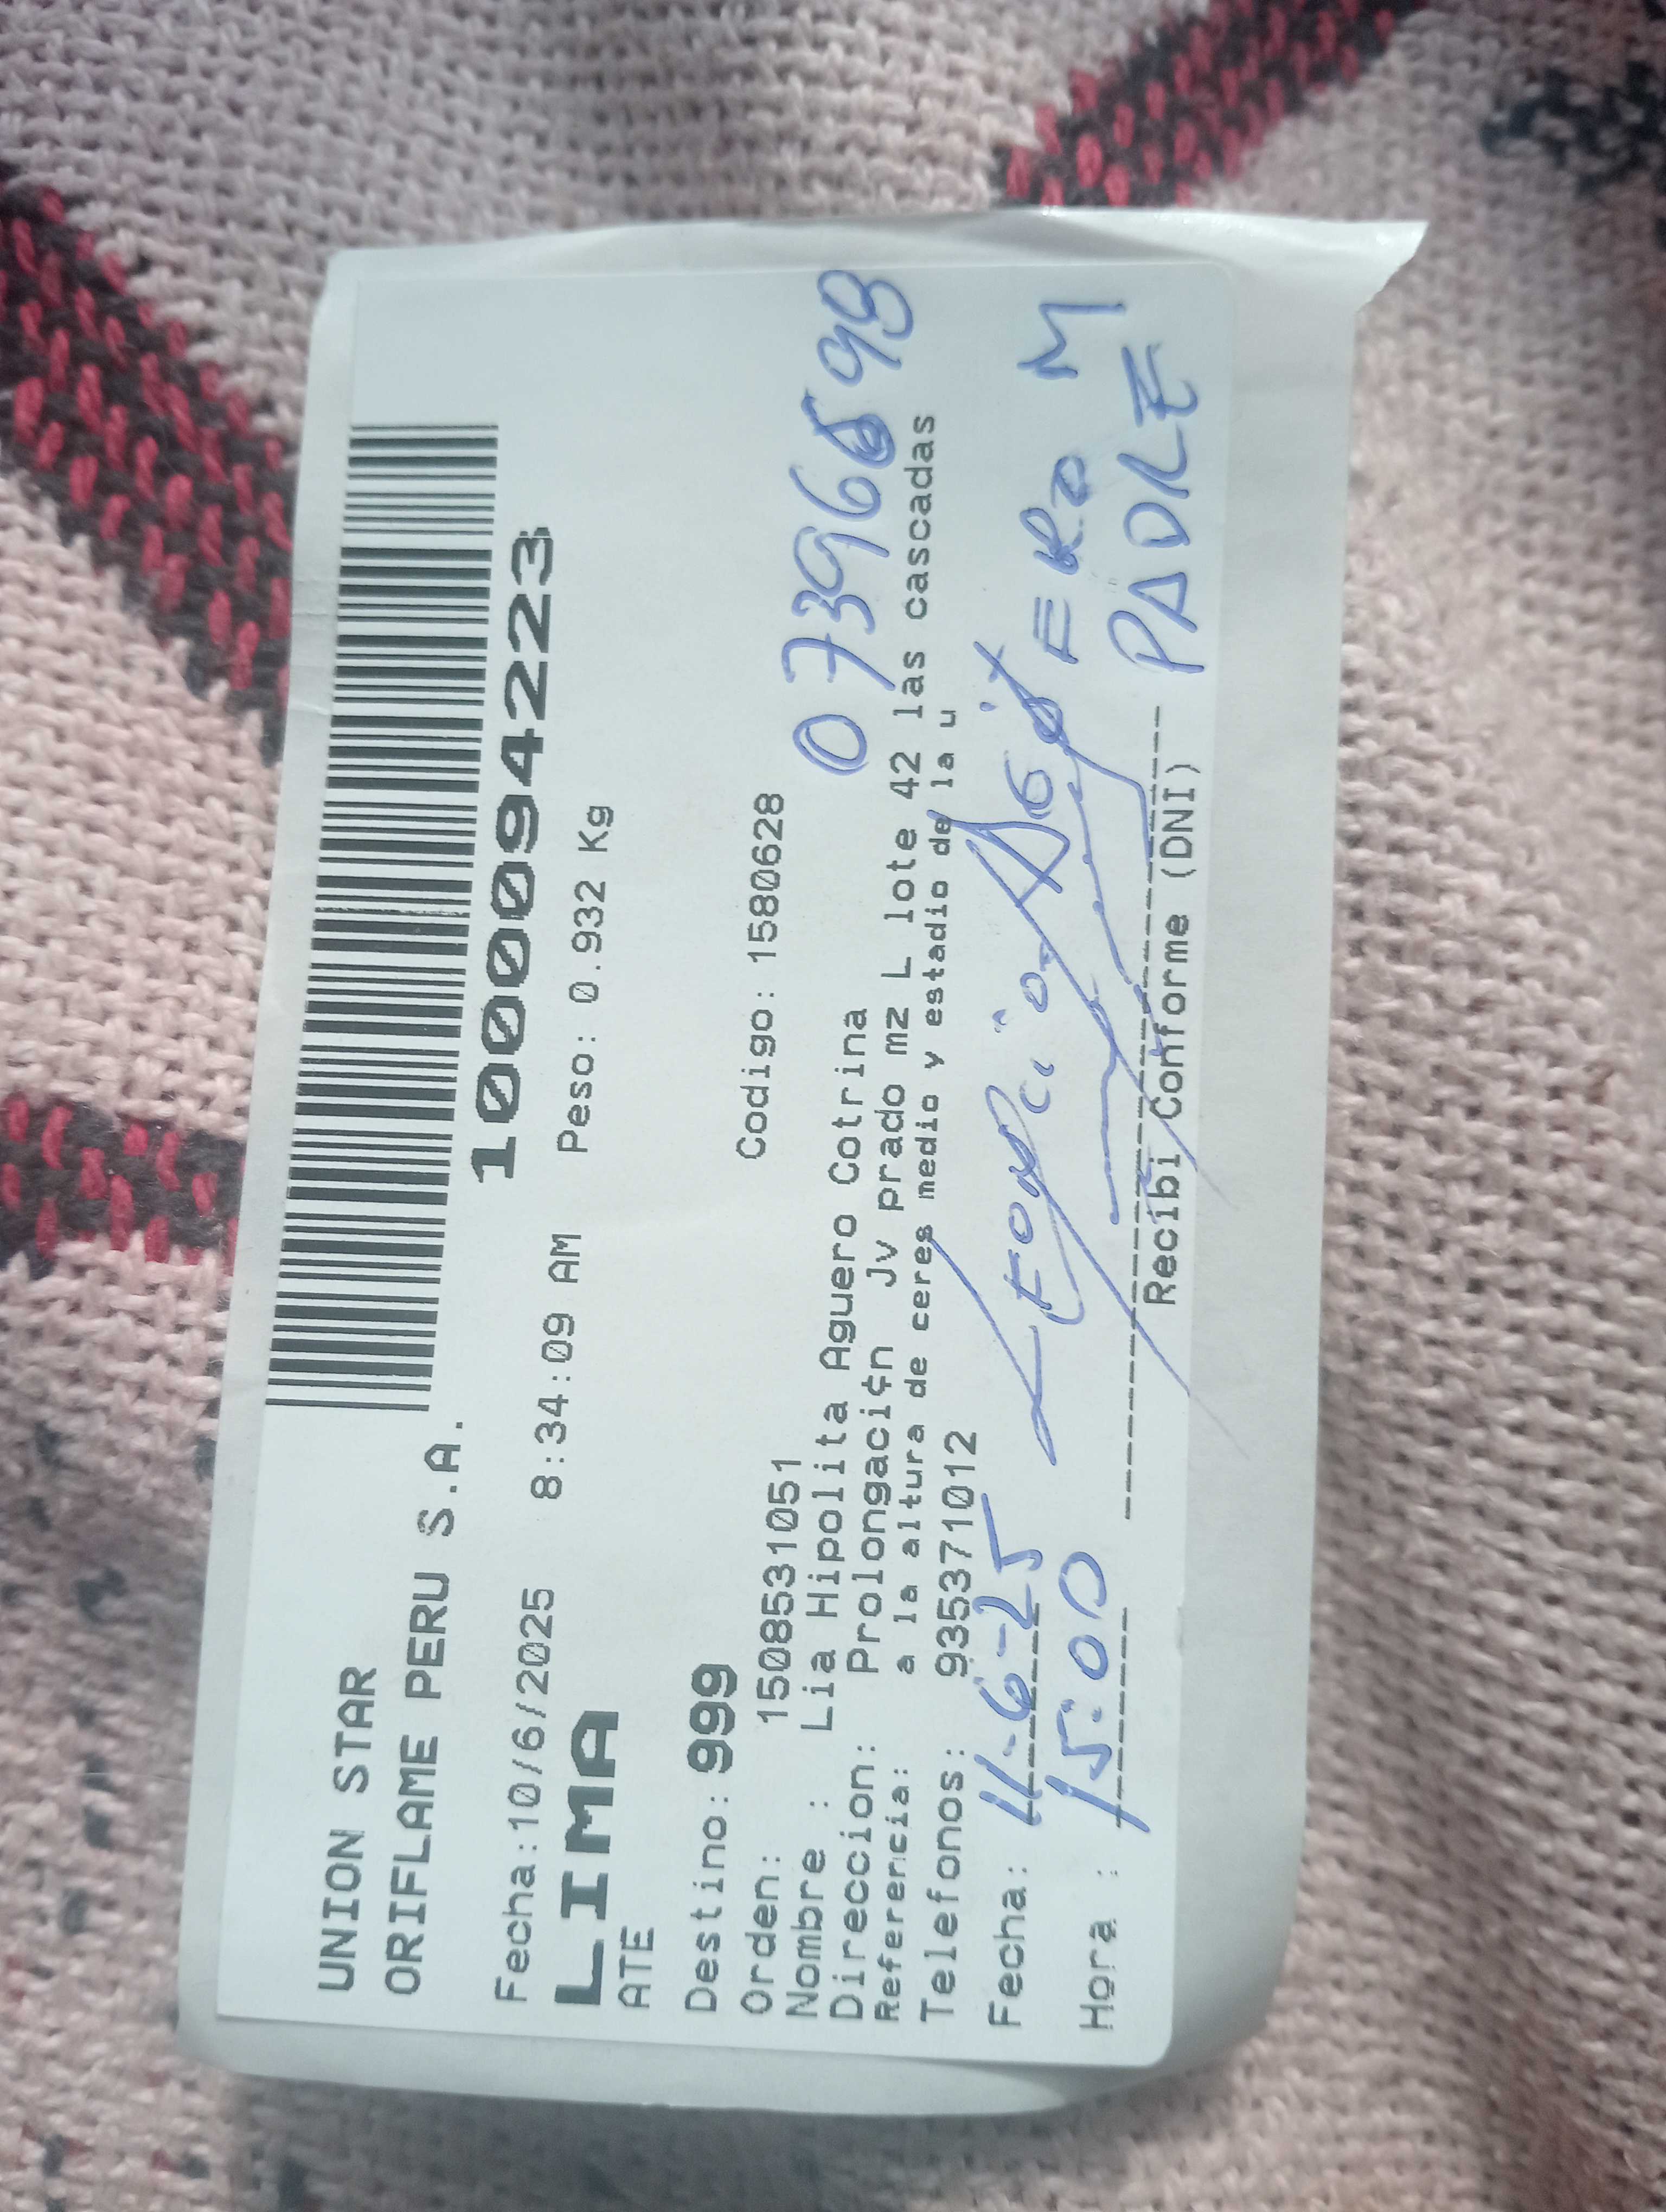 UNION STAR
ORIFLAME PERU S.A.
1000094223
Fecha:10/6/2025 8:34:09 AM Peso: 0.932 Kg
LIMA
ATE
Destino: 999
Orden: 1508531051 Codigo: 1580628
Nombre : Lia Hipolita Aguero Cotrina
Direccion: Prolongaci¢n Jv prado mz L lote 42 las cascadas
Referencia: a la altura de ceres medio y estadio de la u
Telefonos: 935371012
Fecha: 11-6-25
M
Hora : 15:00
PADRE
Recibi Conforme (DNI)